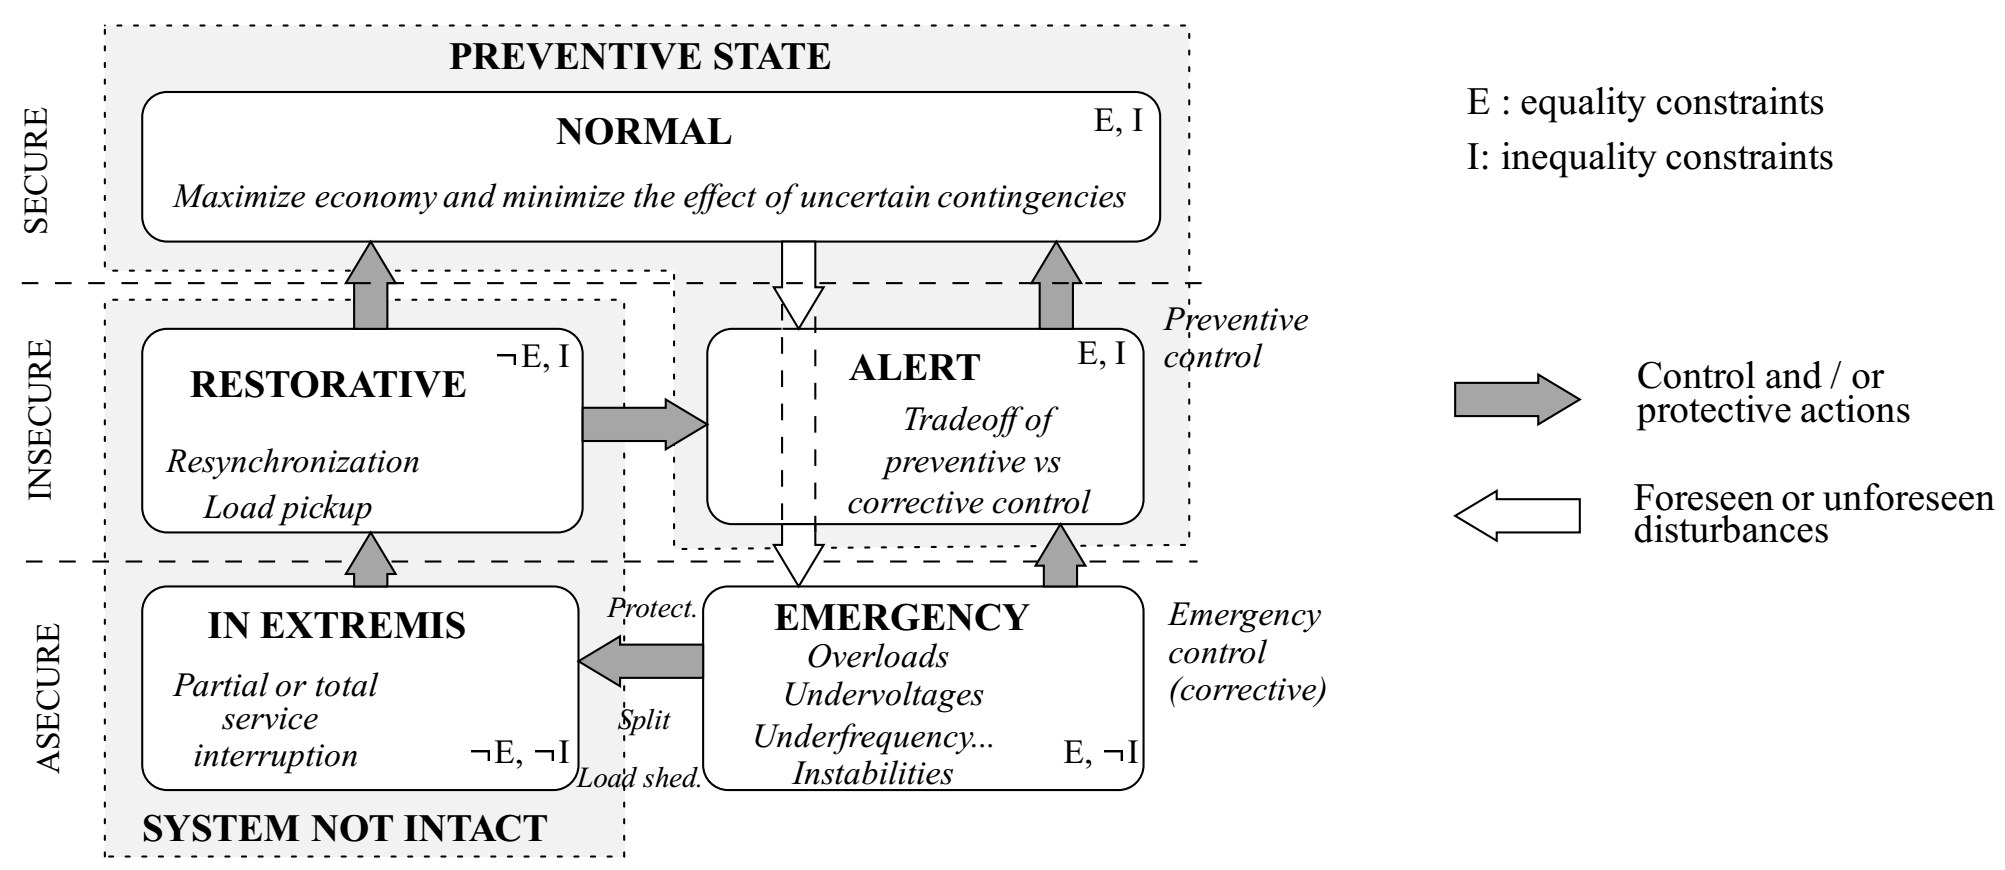 PREVENTIVE STATE
SECURE
NORMAL
E, I
Maximize economy and minimize the effect of uncertain contingencies
E : equality constraints
I: inequality constraints
INSECURE
RESTORATIVE
¬E, I
Resynchronization
Load pickup
ALERT
E, I
Tradeoff of
preventive vs
corrective control
Preventive
control
Control and / or
protective actions
Foreseen or unforeseen
disturbances
ASECURE
IN EXTREMIS
Partial or total
service
interruption
¬E, ¬I
Protect.
Split
Load shed.
EMERGENCY
Overloads
Undervoltages
Underfrequency...
Instabilities
E, ¬I
Emergency
control
(corrective)
SYSTEM NOT INTACT